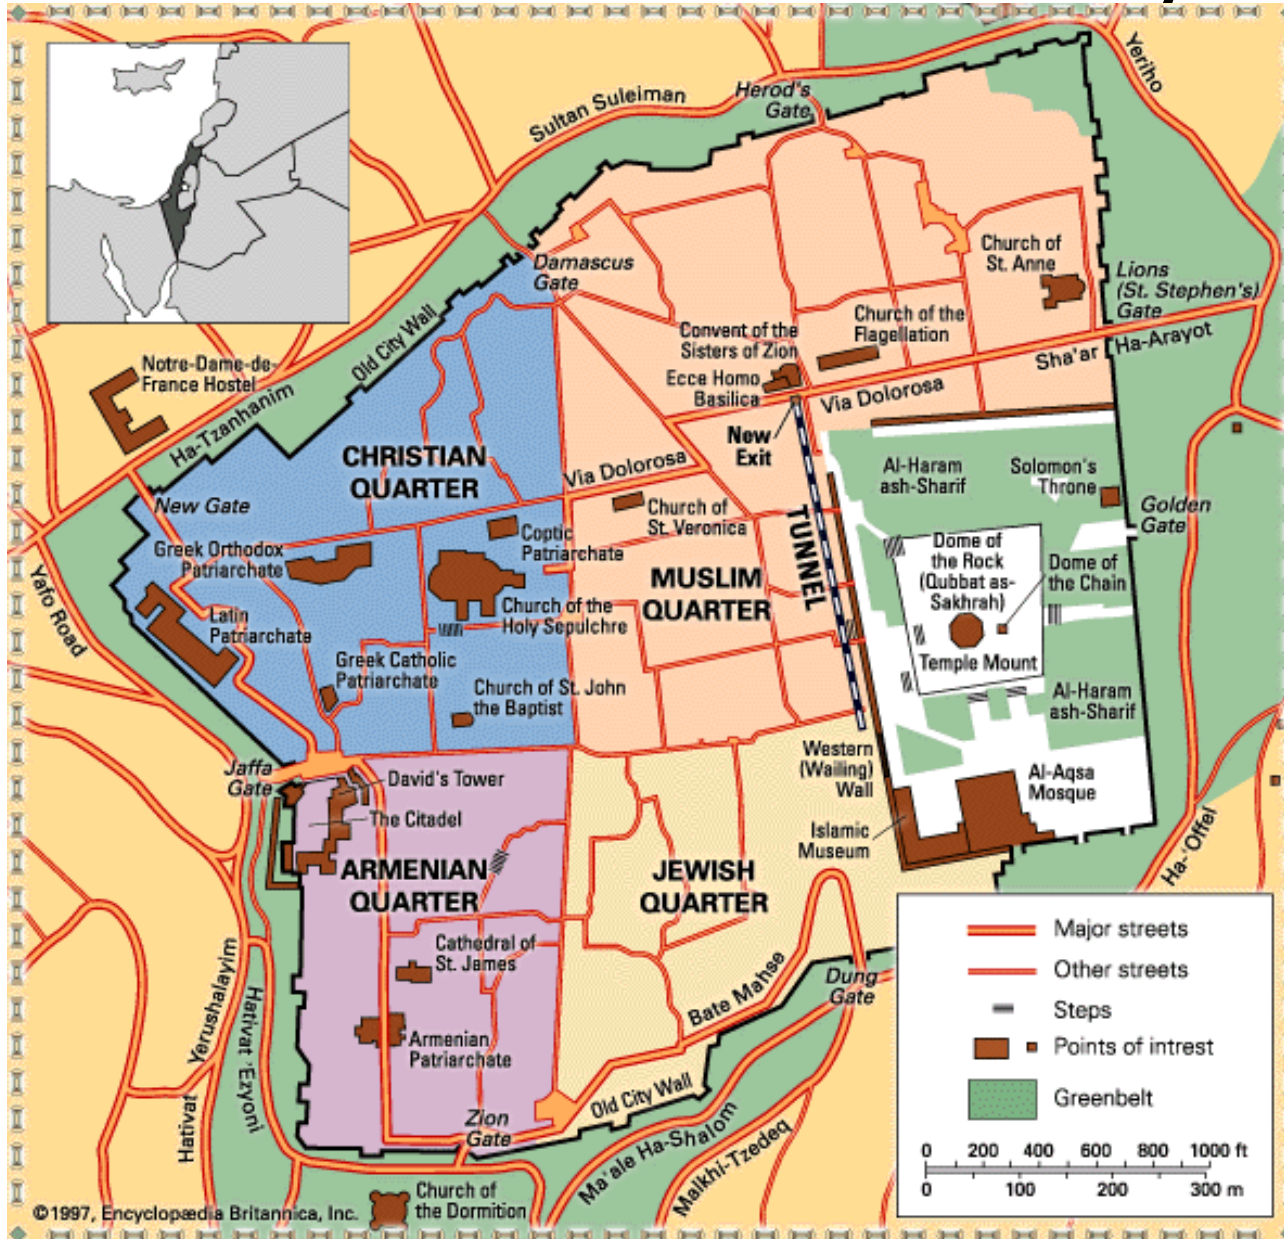 Yeriho
Herod's
Gate
Sultan Suleiman
Damascus
Gate
Church of
St. Anne
Lions
(St. Stephen's)
Gate
Old City Wall
Church of the
Flagellation
Convent of the
Sisters of Zion
Sha'ar Ha-Arayot
Notre-Dame-de-
France Hostel
Ecce Homo
Basilica
Via Dolorosa
Ha-Tzanhanim
New
Exit
CHRISTIAN
QUARTER
Via Dolorosa
Al-Haram
ash-Sharif
Solomon's
Throne
New Gate
Church of
St. Veronica
Golden
Gate
TUNNEL
Coptic
Patriarchate
Greek Orthodox
Patriarchate
Dome of
the Rock
(Qubbat as-
Sakhrah)
Dome of
the Chain
Yafo Road
MUSLIM
QUARTER
Church of the
Holy Sepulchre
Latin
Patriarchate
Temple Mount
Greek Catholic
Patriarchate
Church of St. John
the Baptist
Al-Haram
ash-Sharif
Jaffa
Gate
David's Tower
Western
(Wailing)
Wall
Al-Aqsa
Mosque
The Citadel
Islamic
Museum
Ha-'Offel
ARMENIAN
QUARTER
JEWISH
QUARTER
Cathedral of
St. James
Bate Mahse
Dung
Gate
Hativat Yerushalayim
Hativat 'Ezyoni
Armenian
Patriarchate
Old City Wall
Zion
Gate
Ma'ale Ha-Shalom
Malkhi-Tzedeq
Church of
the Dormition
Major streets
Other streets
Steps
Points of intrest
Greenbelt
0 200 400 600 800 1000 ft
0 100 200 300 m
©1997, Encyclopædia Britannica, Inc.